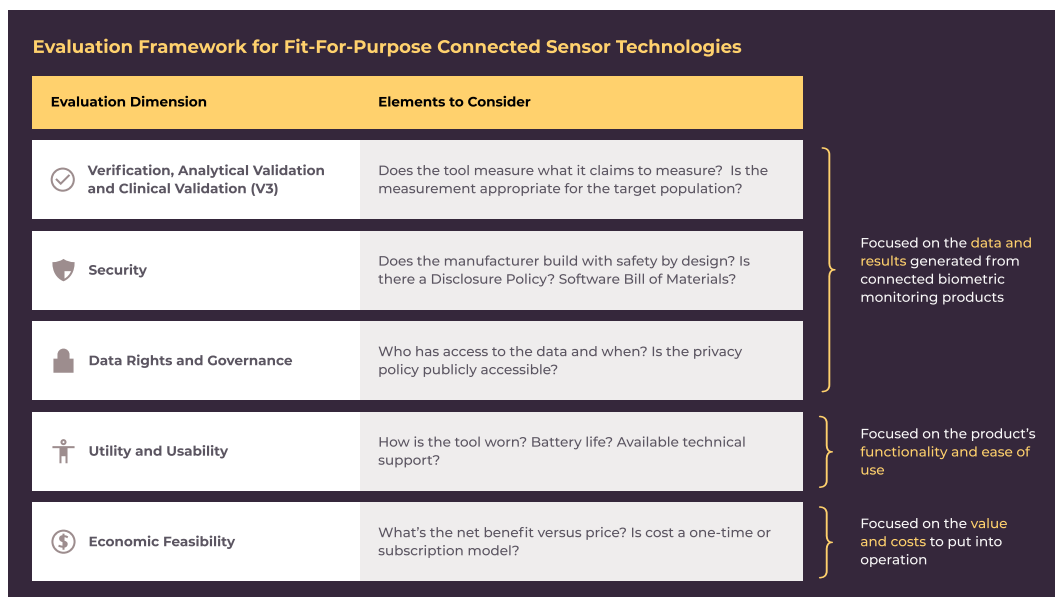 Evaluation Framework for Fit-For-Purpose Connected Sensor Technologies
Evaluation Dimension
Elements to Consider
Verification, Analytical Validation
and Clinical Validation (V3)
Does the tool measure what it claims to measure?  Is the
measurement appropriate for the target population?
Security
Does the manufacturer build with safety by design? Is
there a Disclosure Policy? Software Bill of Materials?
Data Rights and Governance
Who has access to the data and when? Is the privacy
policy publicly accessible?
Focused on the data and
results generated from
connected biometric
monitoring products
Utility and Usability
How is the tool worn? Battery life? Available technical
support?
Focused on the product’s
functionality and ease of
use
Economic Feasibility
What’s the net benefit versus price? Is cost a one-time or
subscription model?
Focused on the value
and costs to put into
operation